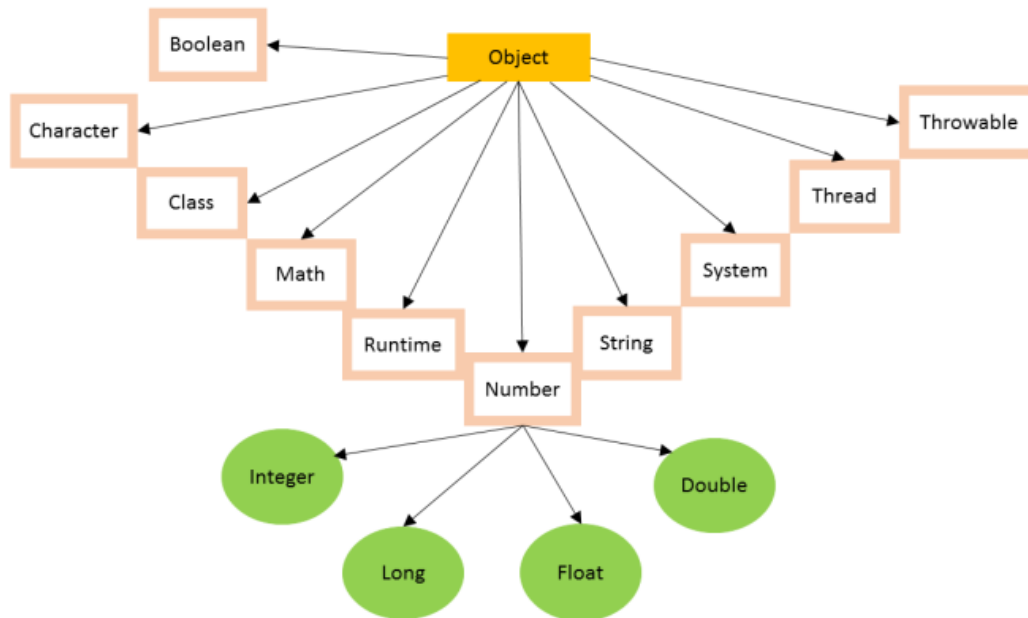 Boolean
Object
Character
Throwable
Class
Thread
Math
System
Runtime
String
Number
Integer
Double
Long
Float